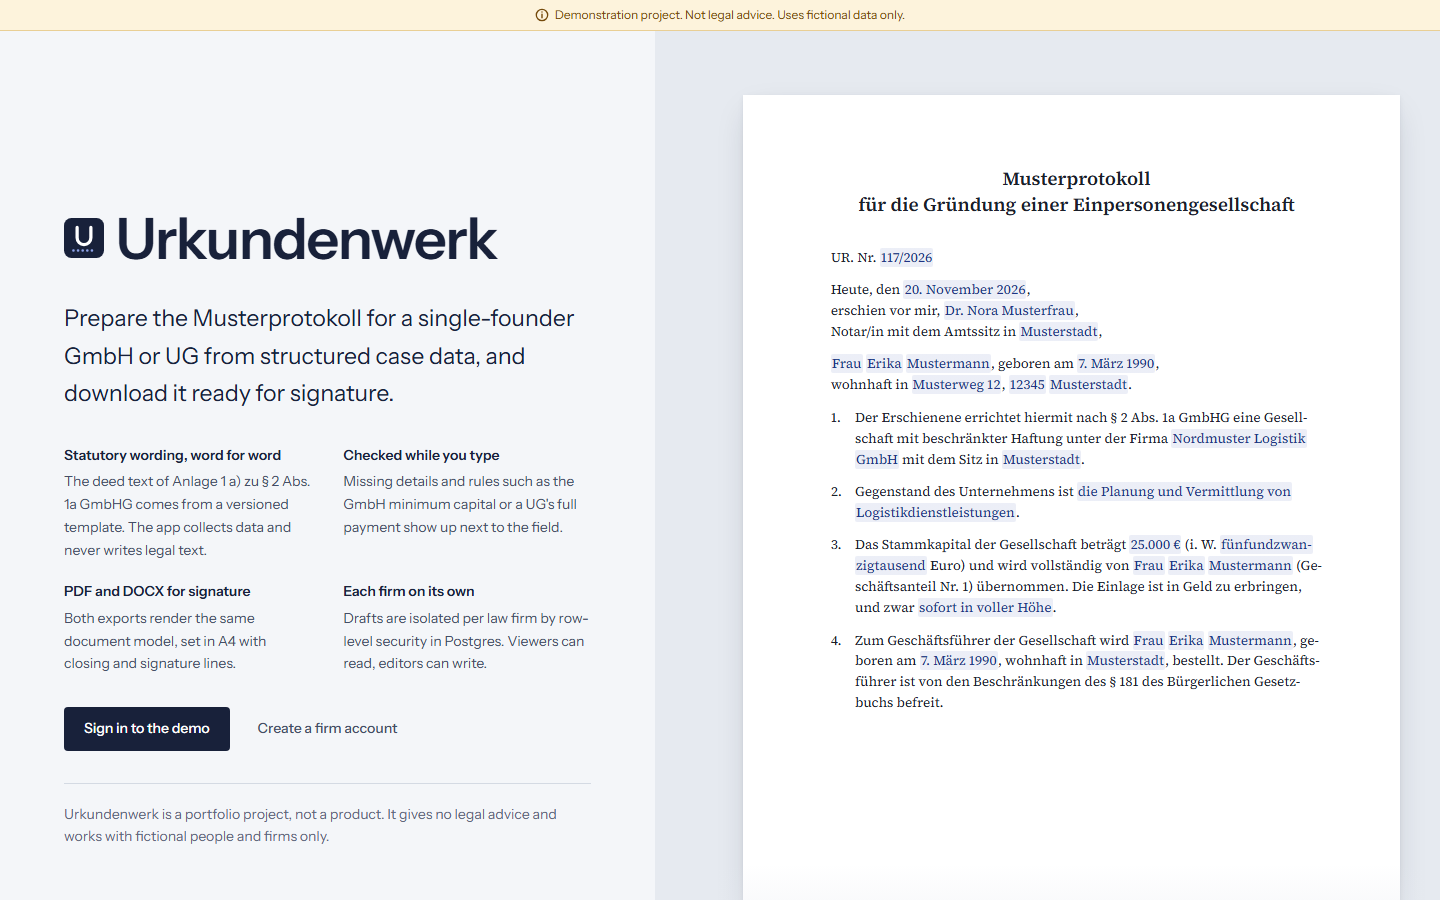 Demonstration project. Not legal advice. Uses fictional data only.
U
Urkundenwerk
Prepare the Musterprotokoll for a single-founder
GmbH or UG from structured case data, and
download it ready for signature.
Statutory wording, word for word
The deed text of Anlage 1 a) zu § 2 Abs.
1a GmbHG comes from a versioned
template. The app collects data and
never writes legal text.
Checked while you type
Missing details and rules such as the
GmbH minimum capital or a UG's full
payment show up next to the field.
PDF and DOCX for signature
Both exports render the same
document model, set in A4 with
closing and signature lines.
Each firm on its own
Drafts are isolated per law firm by row-
level security in Postgres. Viewers can
read, editors can write.
Sign in to the demo
Create a firm account
Urkundenwerk is a portfolio project, not a product. It gives no legal advice and
works with fictional people and firms only.
Musterprotokoll
für die Gründung einer Einpersonengesellschaft
UR. Nr. 117/2026
Heute, den 20. November 2026,
erschien vor mir, Dr. Nora Musterfrau,
Notar/in mit dem Amtssitz in Musterstadt,
Frau Erika Mustermann, geboren am 7. März 1990,
wohnhaft in Musterweg 12, 12345 Musterstadt.
1. Der Erschienene errichtet hiermit nach § 2 Abs. 1a GmbHG eine Gesell-
schaft mit beschränkter Haftung unter der Firma Nordmuster Logistik
GmbH mit dem Sitz in Musterstadt.
2. Gegenstand des Unternehmens ist die Planung und Vermittlung von
Logistikdienstleistungen.
3. Das Stammkapital der Gesellschaft beträgt 25.000 € (i. W. fünfundzwan-
zigtausend Euro) und wird vollständig von Frau Erika Mustermann (Ge-
schäftsanteil Nr. 1) übernommen. Die Einlage ist in Geld zu erbringen,
und zwar sofort in voller Höhe.
4. Zum Geschäftsführer der Gesellschaft wird Frau Erika Mustermann, ge-
boren am 7. März 1990, wohnhaft in Musterstadt, bestellt. Der Geschäfts-
führer ist von den Beschränkungen des § 181 des Bürgerlichen Gesetz-
buchs befreit.